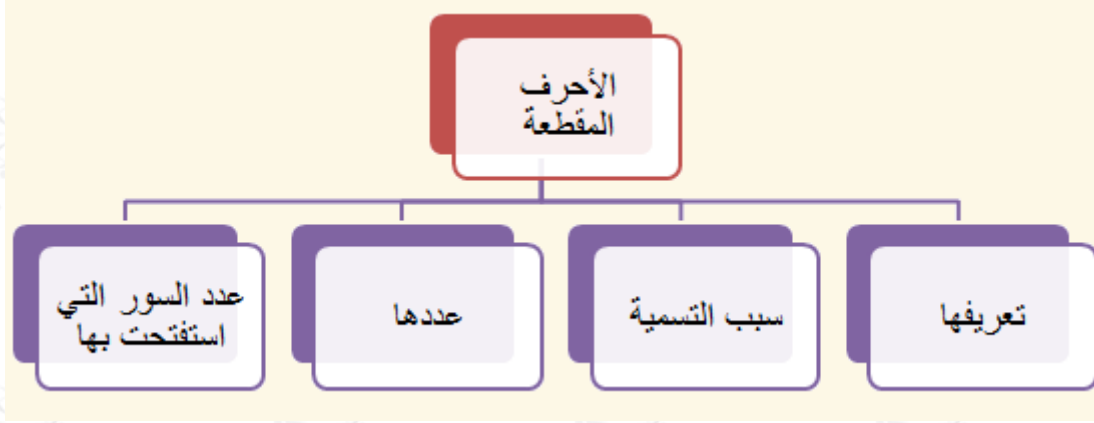 الأحرف
المقطعة
تعريفها
سبب التسمية
عددها
عدد السور التي
استفتحت بها